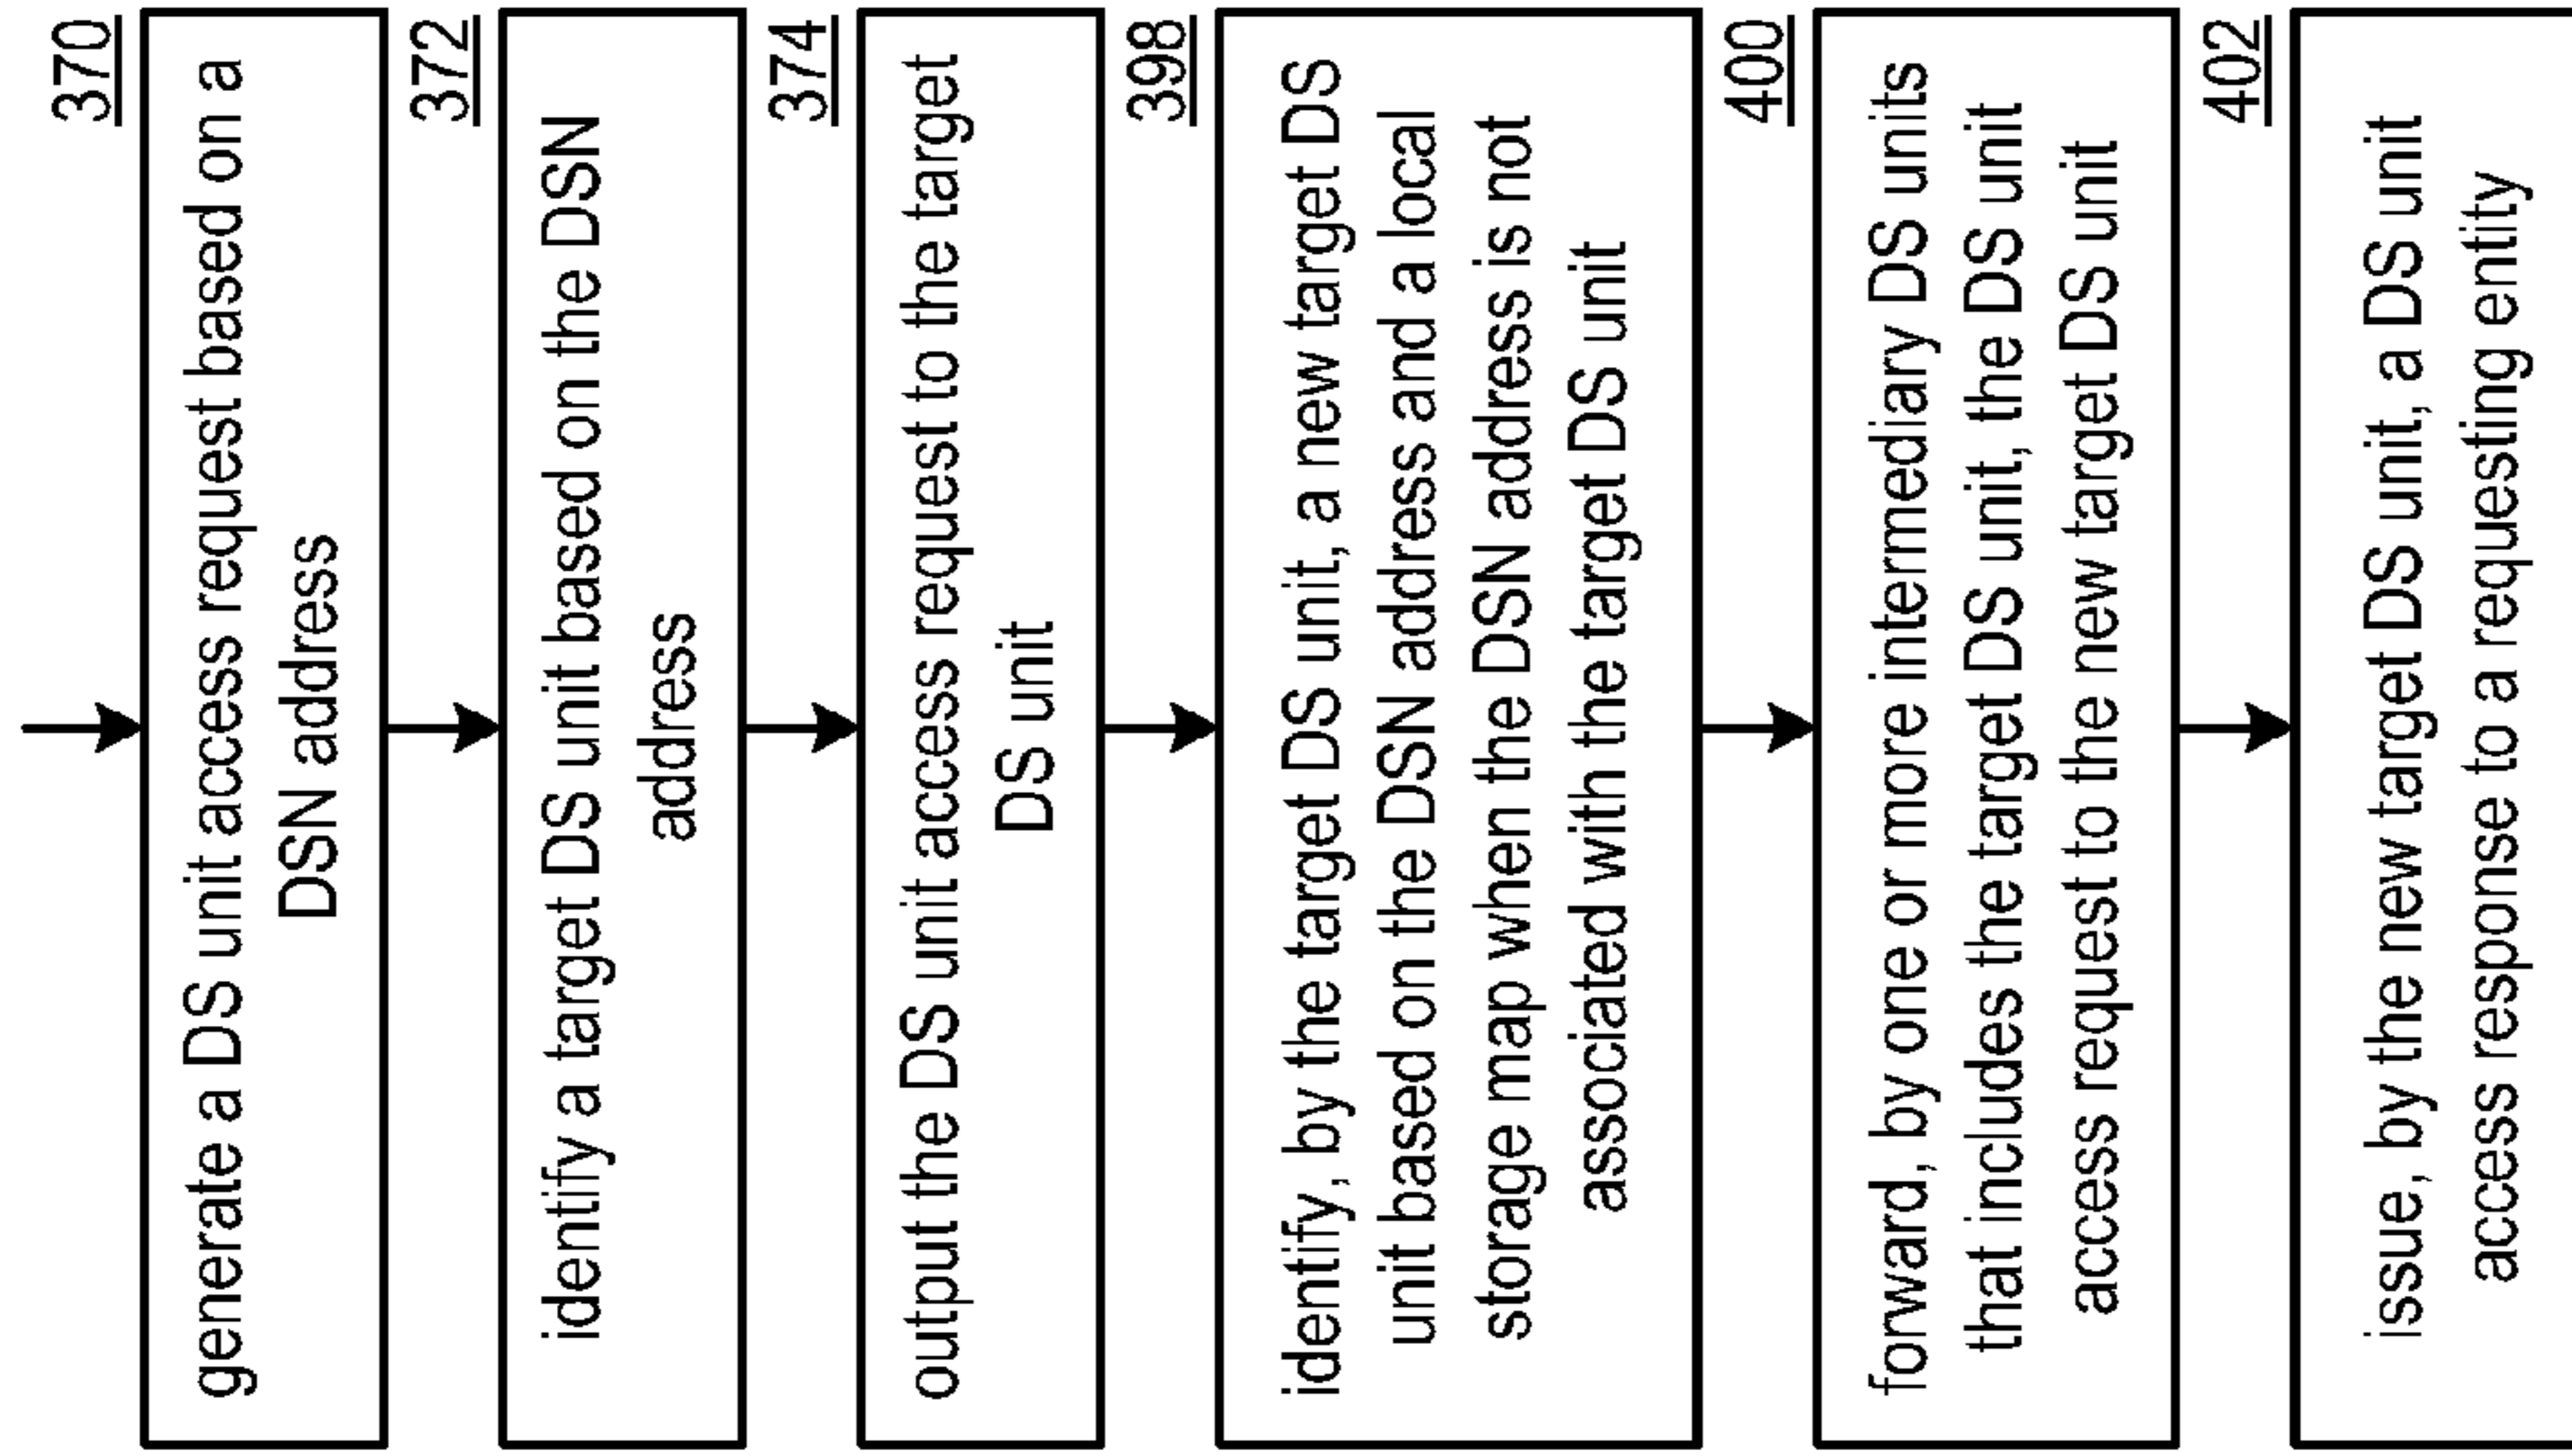 370
generate a DS unit access request based on a
DSN address
372
identify a target DS unit based on the DSN
address
374
output the DS unit access request to the target
DS unit
398
identify, by the target DS unit, a new target DS
unit based on the DSN address and a local
storage map when the DSN address is not
associated with the target DS unit
400
forward, by one or more intermediary DS units
that includes the target DS unit, the DS unit
access request to the new target DS unit
402
issue, by the new target DS unit, a DS unit
access response to a requesting entity